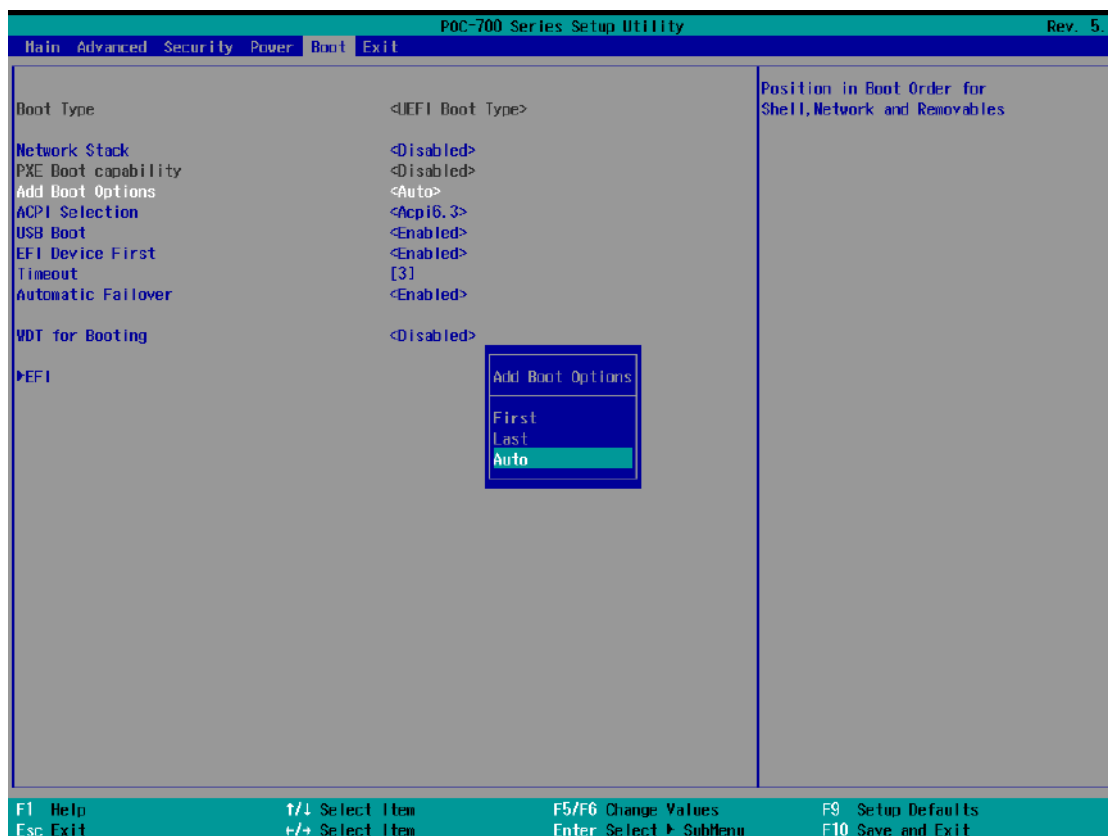 POC-700 Series Setup Utility Rev. 5.
Main Advanced Security Power Boot Exit
Boot Type <UEFI Boot Type>
Network Stack <Disabled>
PXE Boot capability <Disabled>
Add Boot Options <Auto>
ACPI Selection <Acpi6.3>
USB Boot <Enabled>
EFI Device First <Enabled>
Timeout [3]
Automatic Failover <Enabled>
WDT for Booting <Disabled>
▶EFI
Add Boot Options
First
Last
Auto
Position in Boot Order for
Shell,Network and Removables
F1 Help ↑/↓ Select Item F5/F6 Change Values F9 Setup Defaults
Esc Exit ←/→ Select Item Enter Select ▶ SubMenu F10 Save and Exit